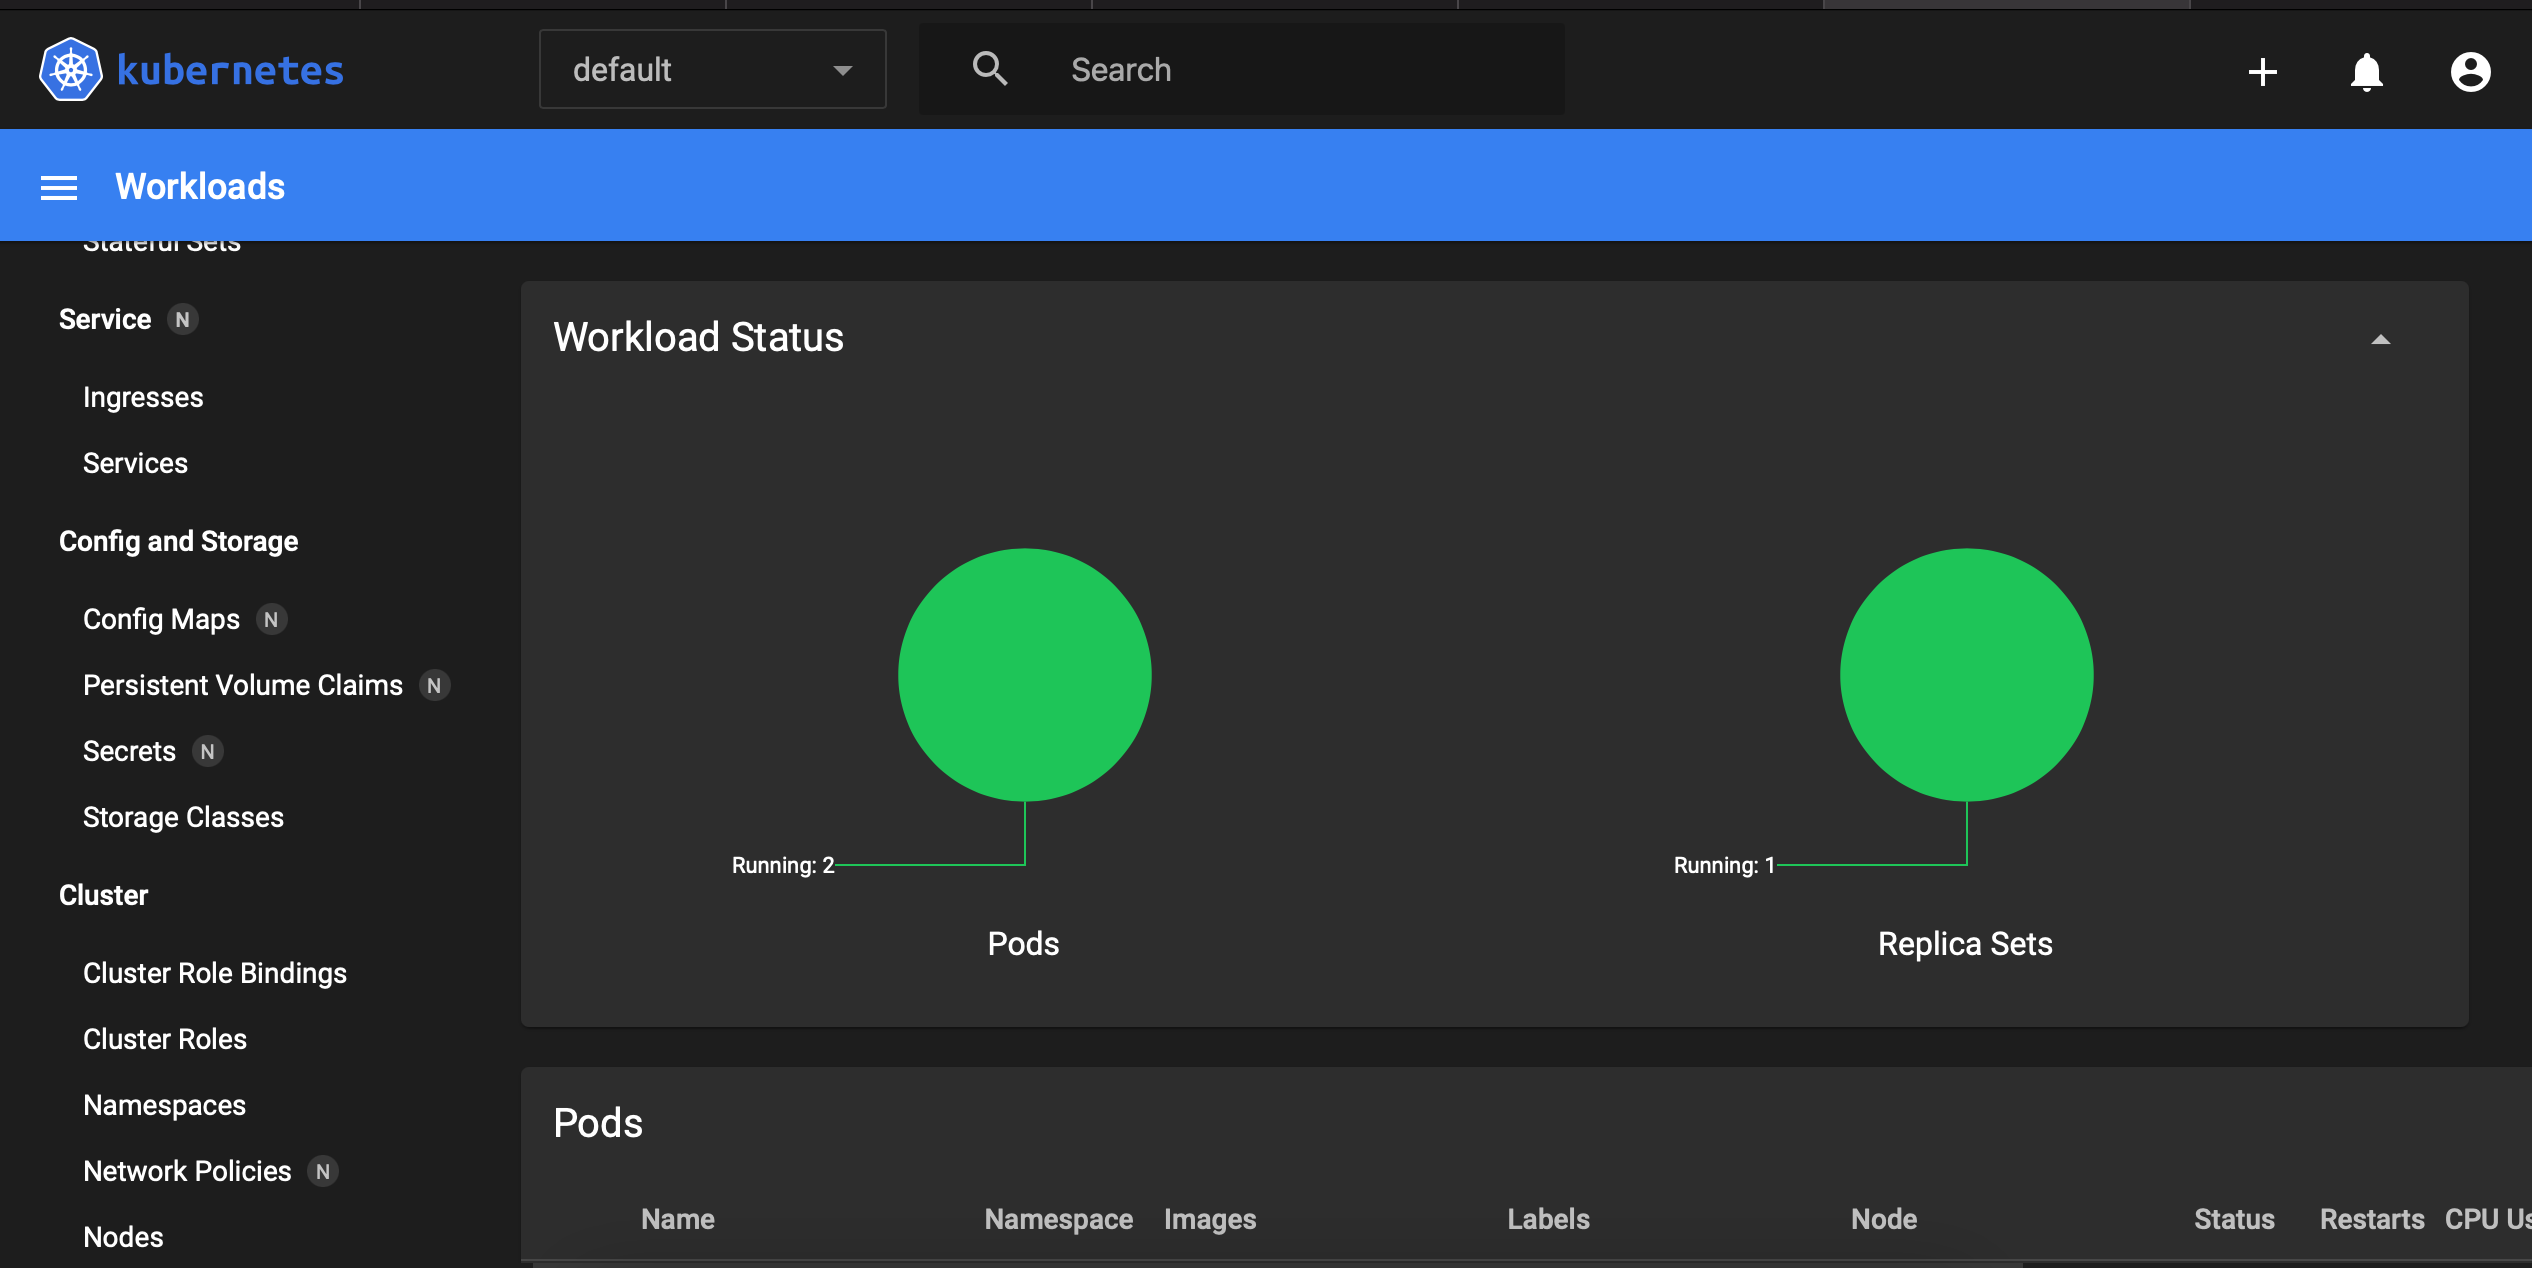 kubernetes
default
Search
Workloads
Stateful Sets
Service N
Ingresses
Services
Config and Storage
Config Maps N
Persistent Volume Claims N
Secrets N
Storage Classes
Cluster
Cluster Role Bindings
Cluster Roles
Namespaces
Network Policies N
Nodes
Workload Status
Running: 2
Pods
Running: 1
Replica Sets
Pods
Name Namespace Images Labels Node Status Restarts CPU Us